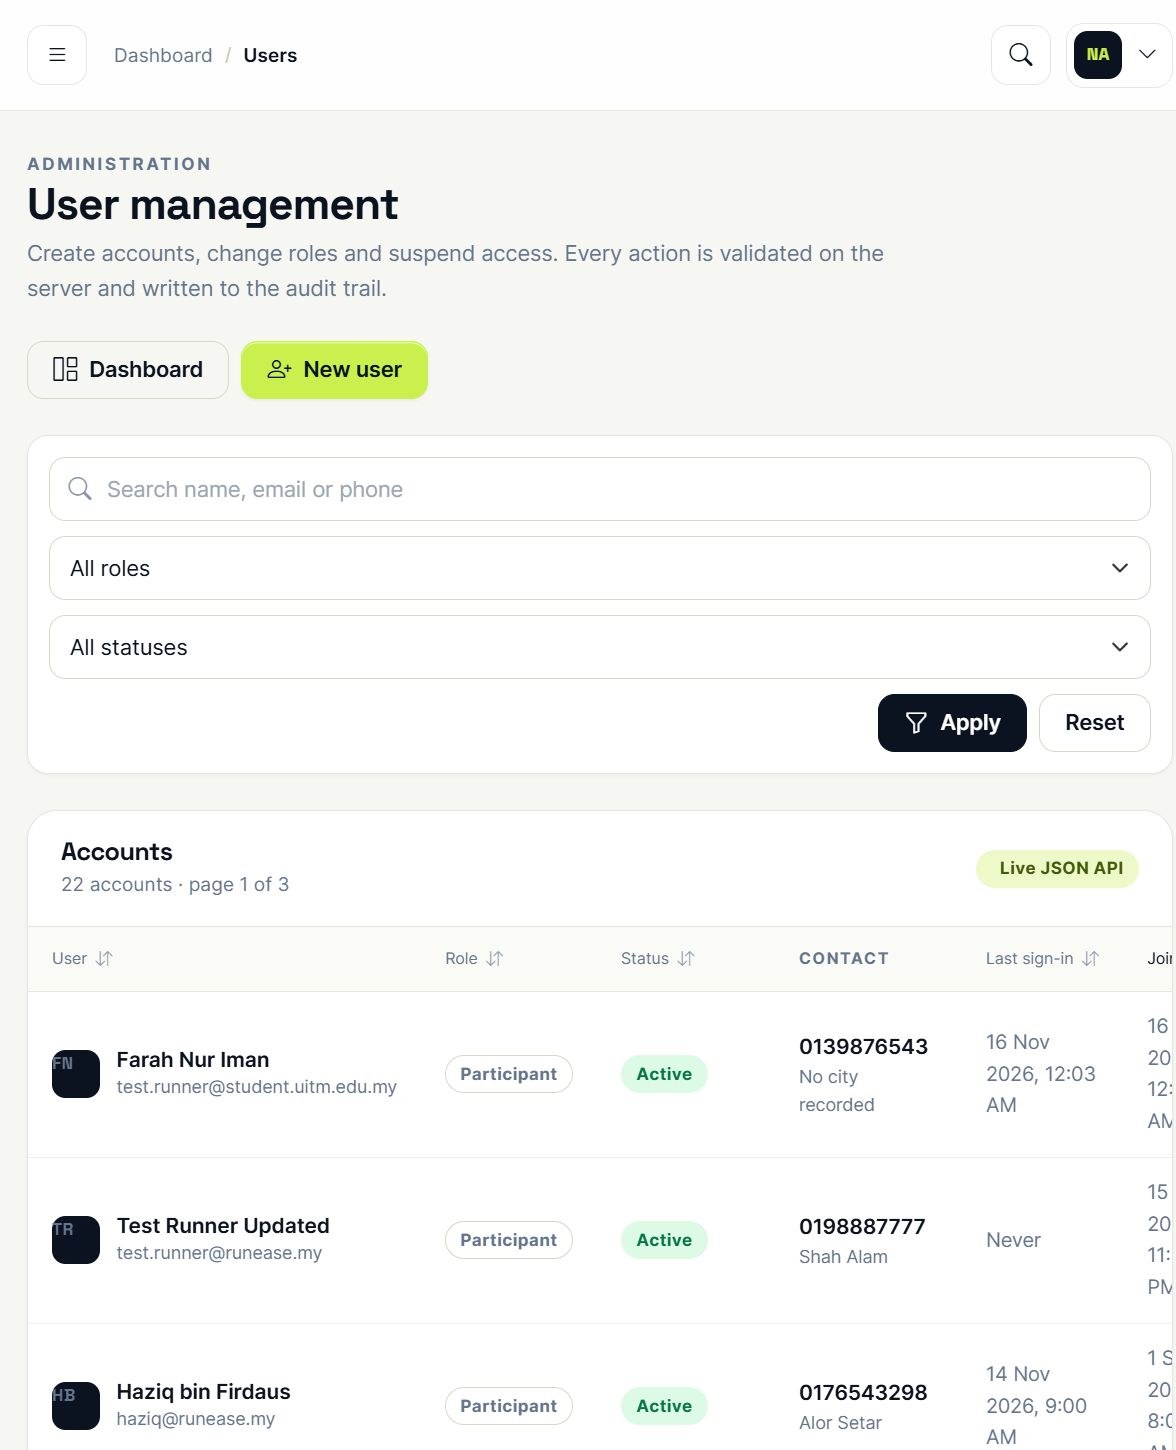 Dashboard / Users
NA
ADMINISTRATION
User management
Create accounts, change roles and suspend access. Every action is validated on the
server and written to the audit trail.
Dashboard
New user
Search name, email or phone
All roles
All statuses
Apply
Reset
Accounts
22 accounts · page 1 of 3
Live JSON API
User Role Status CONTACT Last sign-in
FN
Farah Nur Iman
test.runner@student.uitm.edu.my
Participant
Active
0139876543
No city
recorded
16 Nov
2026, 12:03
AM
16
TR
Test Runner Updated
test.runner@runease.my
Participant
Active
0198887777
Shah Alam
Never
15
HB
Haziq bin Firdaus
haziq@runease.my
Participant
Active
0176543298
Alor Setar
14 Nov
2026, 9:00
AM